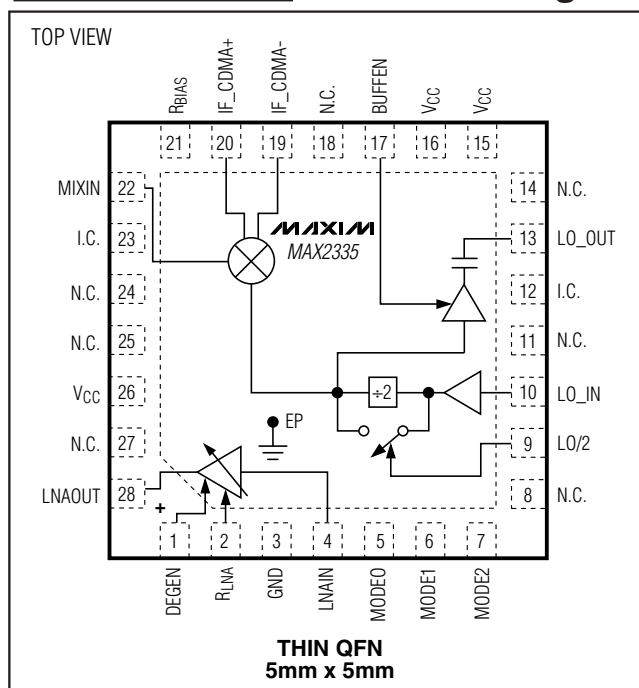 TOP VIEW
RBIAS
IF_CDMA+
IF_CDMA-
N.C.
BUFFEN
VCC
VCC
21 20 19 18 17 16 15
MIXIN 22
I.C. 23
N.C. 24
N.C. 25
VCC 26
N.C. 27
LNAOUT 28
MAXIM
MAX2335
÷2
EP
+
14 N.C.
13 LO_OUT
12 I.C.
11 N.C.
10 LO_IN
9 LO/2
8 N.C.
1 2 3 4 5 6 7
DEGEN
RLNA
GND
LNAIN
MODE0
MODE1
MODE2
THIN QFN
5mm x 5mm